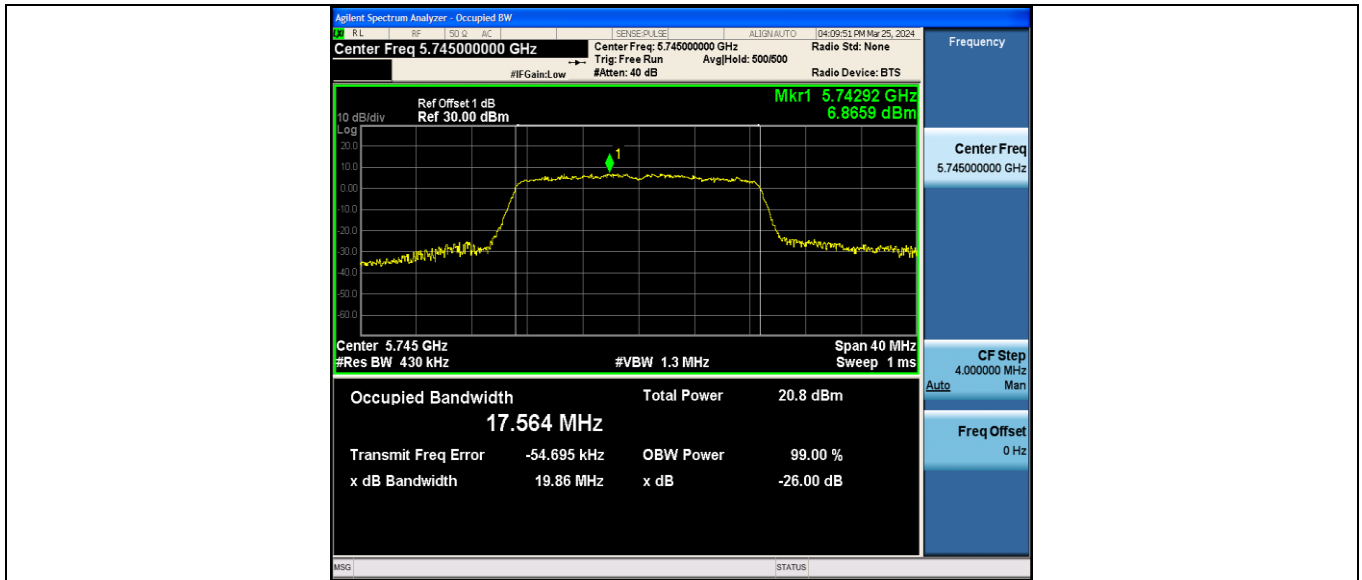 Agilent Spectrum Analyzer - Occupied BW
RL RF 50 Ω AC SENSE:PULSE ALIGNAUTO 04:09:51 PM Mar 25, 2024
Center Freq 5.745000000 GHz
Center Freq: 5.745000000 GHz Radio Std: None
Trig: Free Run Avg|Hold: 500/500
#IFGain:Low #Atten: 40 dB Radio Device: BTS
Mkr1 5.74292 GHz
6.8659 dBm
Ref Offset 1 dB
10 dB/div Ref 30.00 dBm
Log
20.0
10.0
0.00
-10.0
-20.0
-30.0
-40.0
-50.0
-60.0
1
Center 5.745 GHz Span 40 MHz
#Res BW 430 kHz #VBW 1.3 MHz Sweep 1 ms
Occupied Bandwidth Total Power 20.8 dBm
17.564 MHz
Transmit Freq Error -54.695 kHz OBW Power 99.00 %
x dB Bandwidth 19.86 MHz x dB -26.00 dB
MSG STATUS
Frequency
Center Freq
5.745000000 GHz
CF Step
4.000000 MHz
Auto Man
Freq Offset
0 Hz